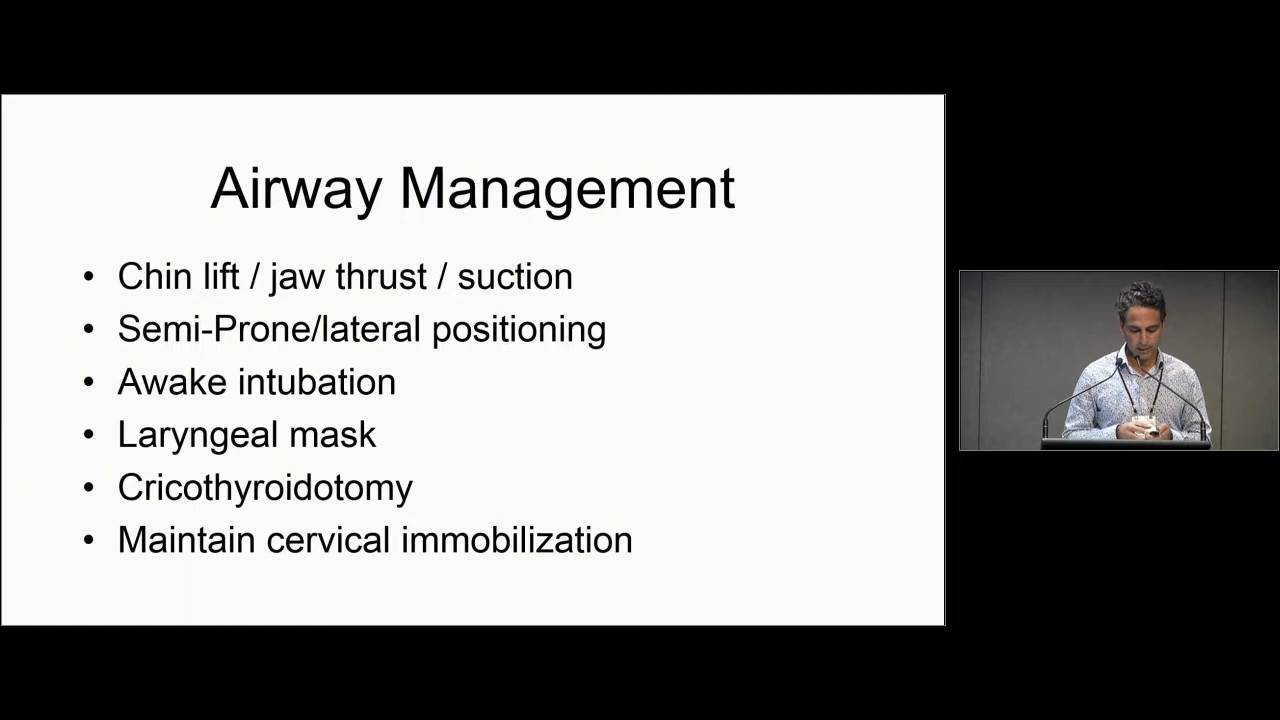 Airway Management
• Chin lift / jaw thrust / suction
• Semi-Prone/lateral positioning
• Awake intubation
• Laryngeal mask
• Cricothyroidotomy
• Maintain cervical immobilization